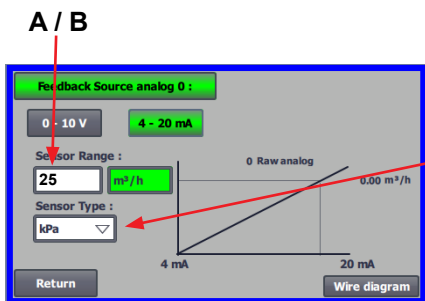 A / B
Feedback Source analog 0 :
0 - 10 V
4 - 20 mA
Sensor Range :
0 Raw analog
25
m³/h
0.00 m³/h
Sensor Type :
kPa
4 mA
20 mA
Return
Wire diagram